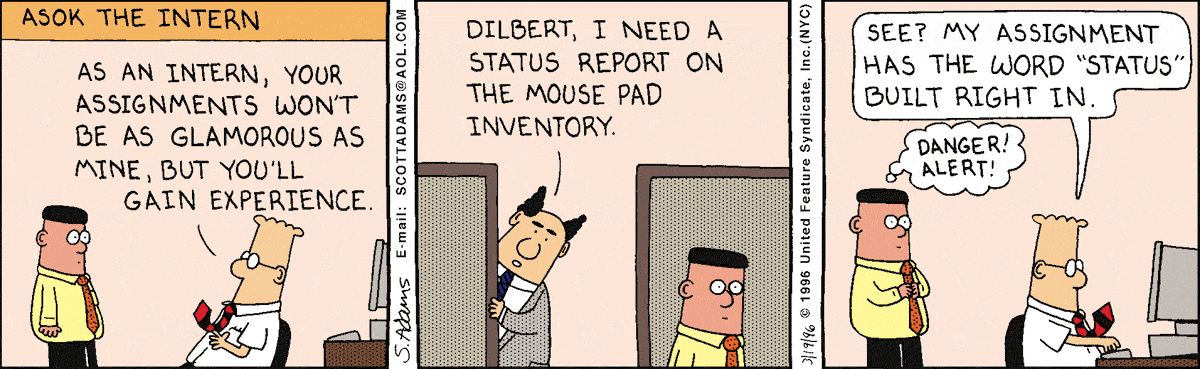 ASOK THE INTERN
AS AN INTERN, YOUR
ASSIGNMENTS WON'T
BE AS GLAMOROUS AS
MINE, BUT YOU'LL
GAIN EXPERIENCE.
S. Adams
E-mail: SCOTTADAMS@AOL.COM
DILBERT, I NEED A
STATUS REPORT ON
THE MOUSE PAD
INVENTORY.
3/19/96 © 1996 United Feature Syndicate, Inc.(NYC)
SEE? MY ASSIGNMENT
HAS THE WORD "STATUS"
BUILT RIGHT IN.
DANGER!
ALERT!